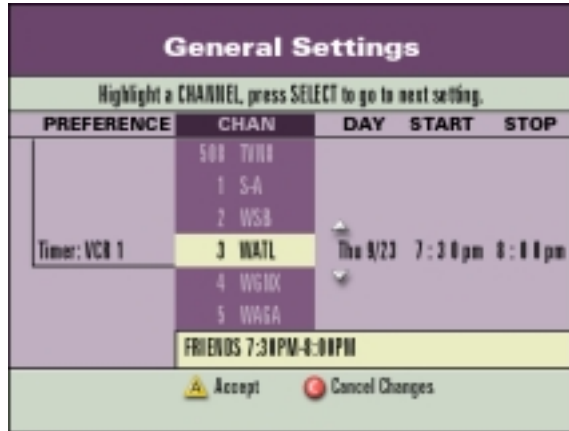 General Settings
Highlight a CHANNEL, press SELECT to go to next setting.
PREFERENCE CHAN DAY START STOP
508
1 S-A
2 WSB
Timer: VCR 1 3 WATL Thu 9/23 7:30pm 8:00pm
4 WGNX
5 WAGA
FRIENDS 7:30PM-8:00PM
A Accept C Cancel Changes